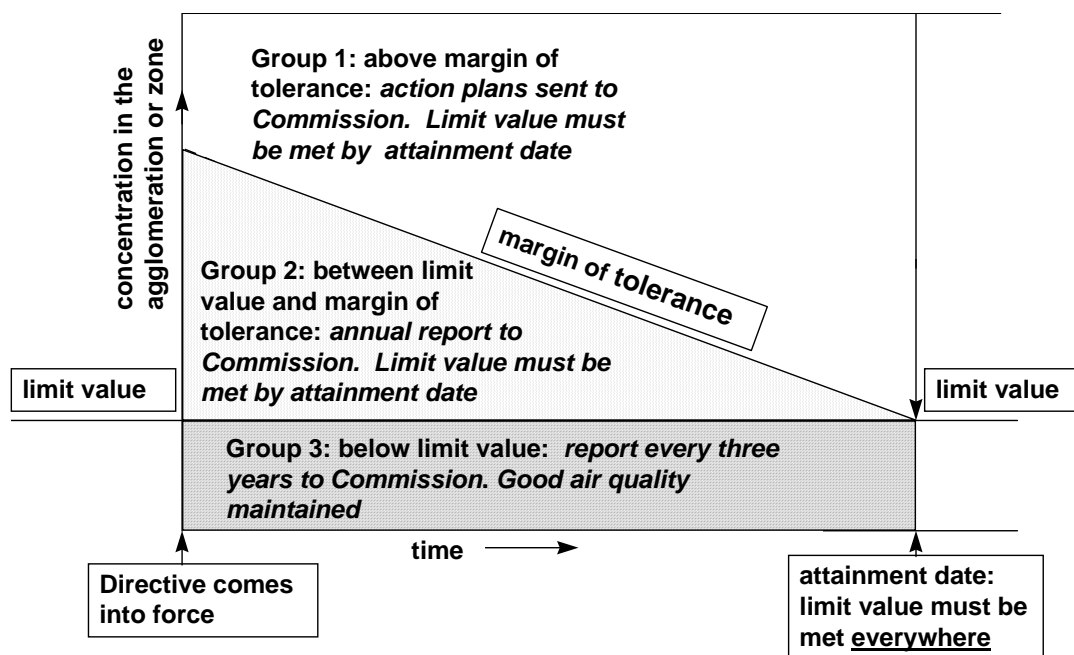 concentration in the
agglomeration or zone
Group 1: above margin of
tolerance: action plans sent to
Commission. Limit value must
be met by attainment date
margin of tolerance
Group 2: between limit
value and margin of
tolerance: annual report to
Commission. Limit value must be
met by attainment date
limit value
limit value
Group 3: below limit value: report every three
years to Commission. Good air quality
maintained
time
Directive comes
into force
attainment date:
limit value must be
met everywhere